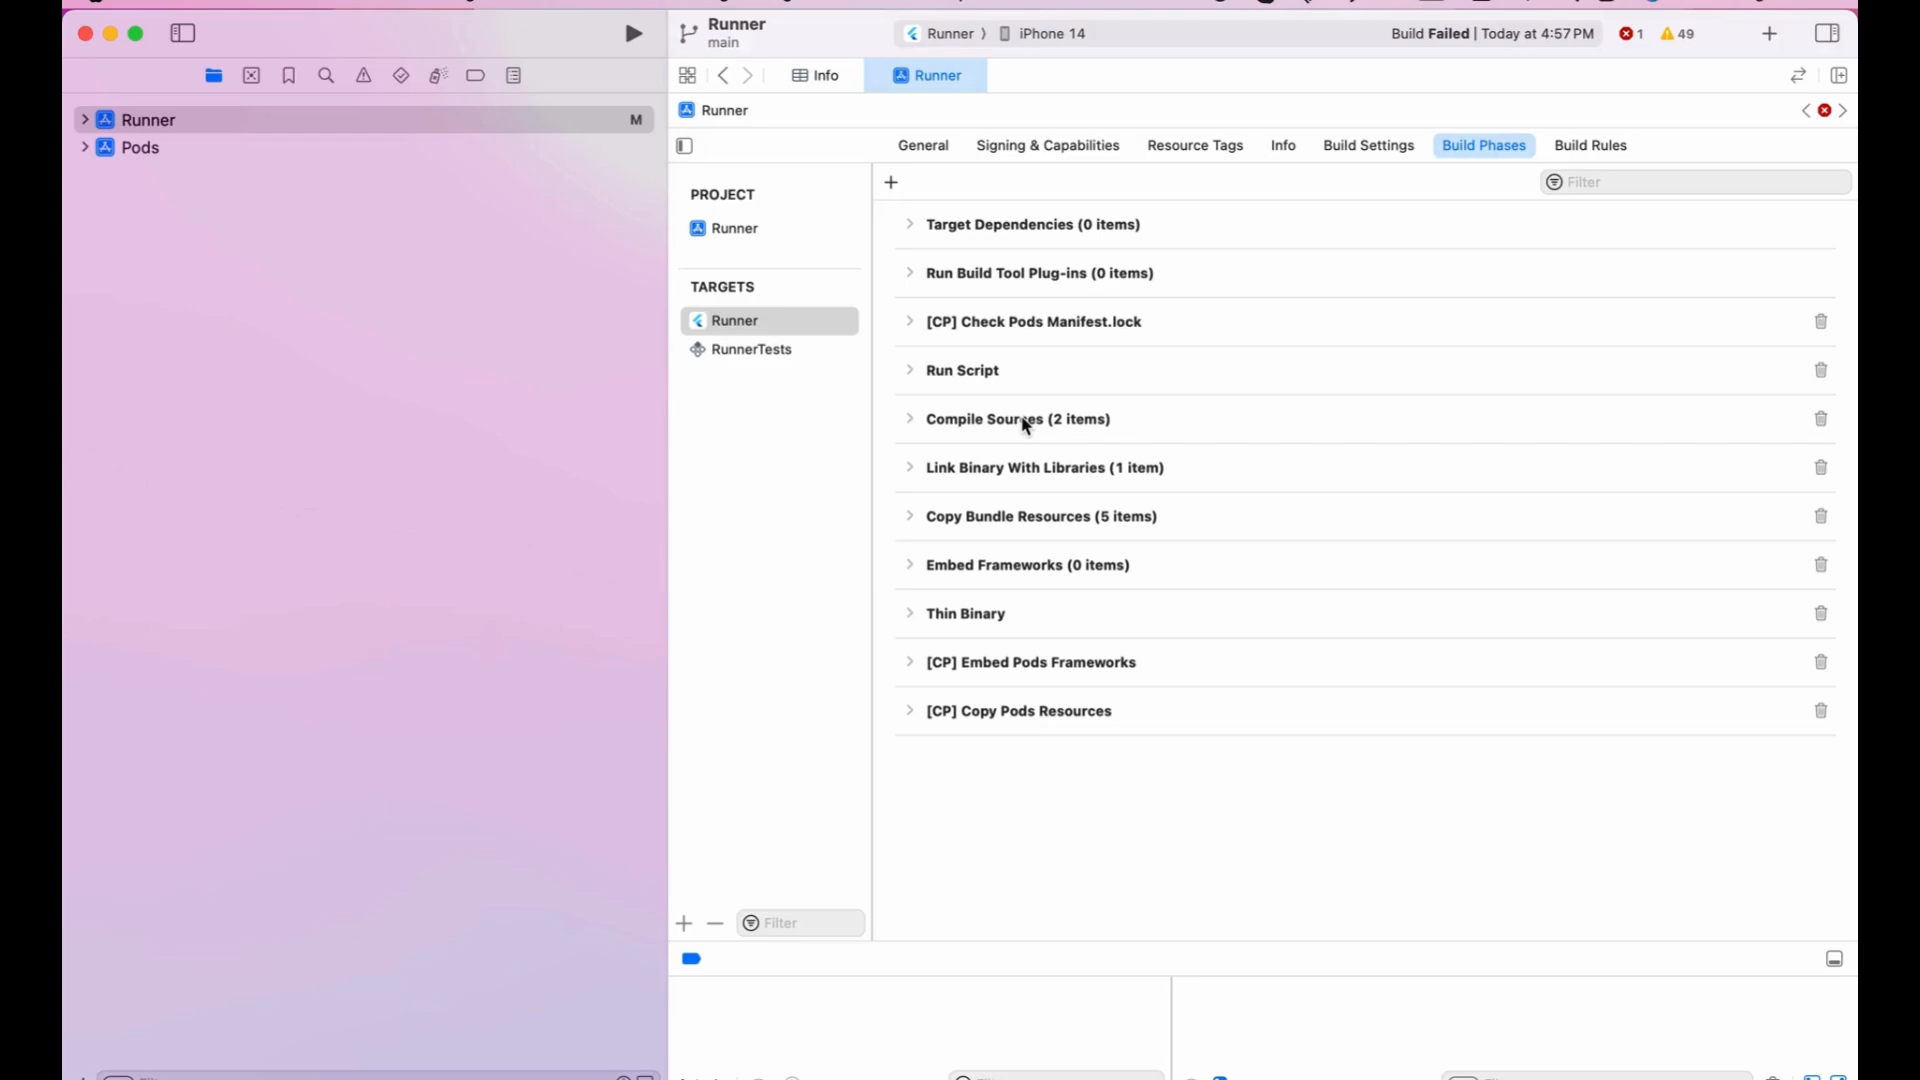 Runner
main
Runner
iPhone 14
Build Failed | Today at 4:57 PM
1
49
Info
Runner
Runner
M
Pods
Runner
General
Signing & Capabilities
Resource Tags
Info
Build Settings
Build Phases
Build Rules
Filter
PROJECT
Runner
TARGETS
Runner
RunnerTests
Target Dependencies (0 items)
Run Build Tool Plug-ins (0 items)
[CP] Check Pods Manifest.lock
Run Script
Compile Sources (2 items)
Link Binary With Libraries (1 item)
Copy Bundle Resources (5 items)
Embed Frameworks (0 items)
Thin Binary
[CP] Embed Pods Frameworks
[CP] Copy Pods Resources
Filter